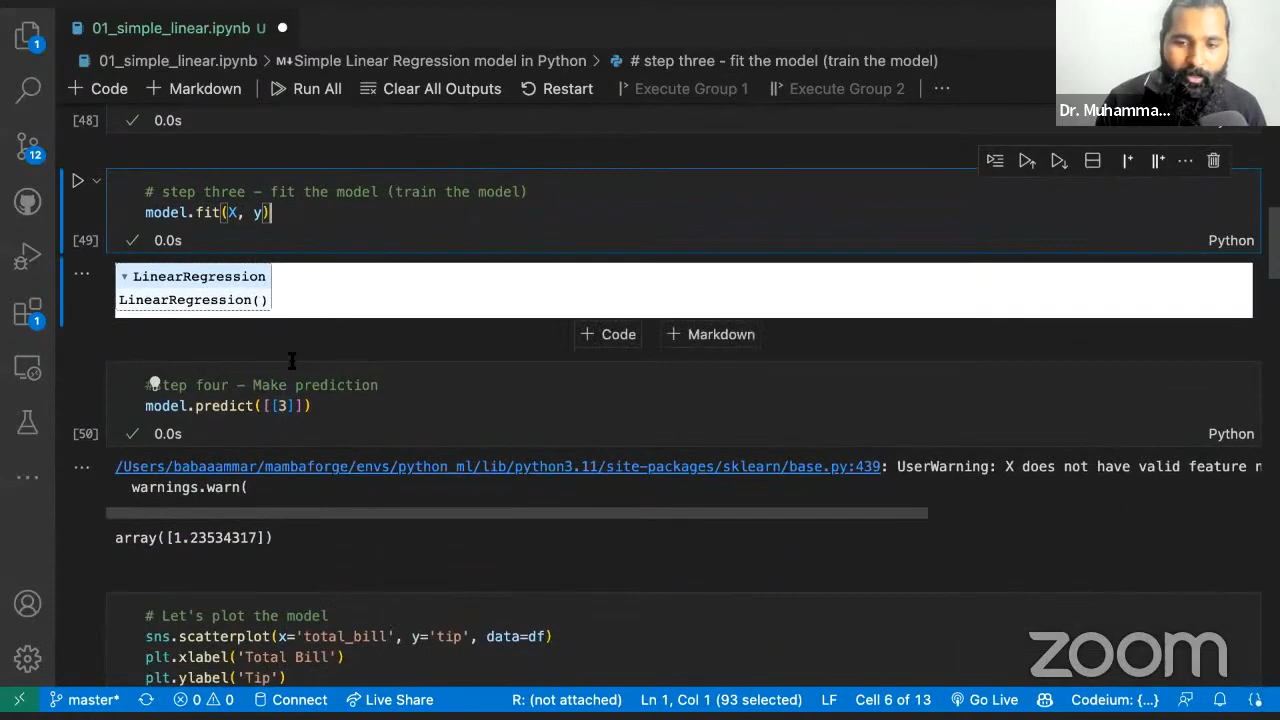 01_simple_linear.ipynb U
01_simple_linear.ipynb > M↓Simple Linear Regression model in Python > # step three - fit the model (train the model)
+ Code + Markdown Run All Clear All Outputs Restart Execute Group 1 Execute Group 2 ...
Dr. Muhamma...
1
12
1
[48] ✓ 0.0s
# step three - fit the model (train the model)
model.fit(X, y)
[49] ✓ 0.0s Python
LinearRegression
LinearRegression()
+ Code + Markdown
step four - Make prediction
model.predict([[3]])
[50] ✓ 0.0s Python
/Users/babaaammar/mambaforge/envs/python_ml/lib/python3.11/site-packages/sklearn/base.py:439: UserWarning: X does not have valid feature n
warnings.warn(
array([1.23534317])
# Let's plot the model
sns.scatterplot(x='total_bill', y='tip', data=df)
plt.xlabel('Total Bill')
plt.ylabel('Tip')
zoom
master* 0 0 Connect Live Share R: (not attached) Ln 1, Col 1 (93 selected) LF Cell 6 of 13 Go Live Codeium: {...}